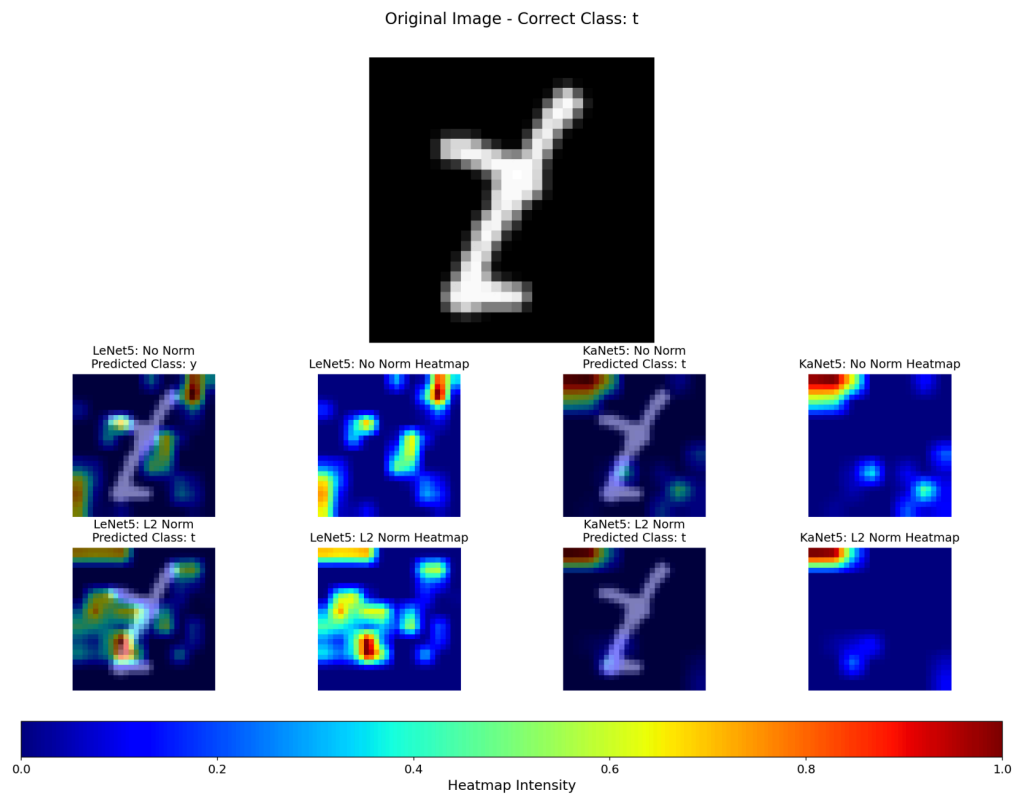 Original Image - Correct Class: t
LeNet5: No Norm
Predicted Class: y
LeNet5: No Norm Heatmap
KaNet5: No Norm
Predicted Class: t
KaNet5: No Norm Heatmap
LeNet5: L2 Norm
Predicted Class: t
LeNet5: L2 Norm Heatmap
KaNet5: L2 Norm
Predicted Class: t
KaNet5: L2 Norm Heatmap
0.0 0.2 0.4 0.6 0.8 1.0
Heatmap Intensity